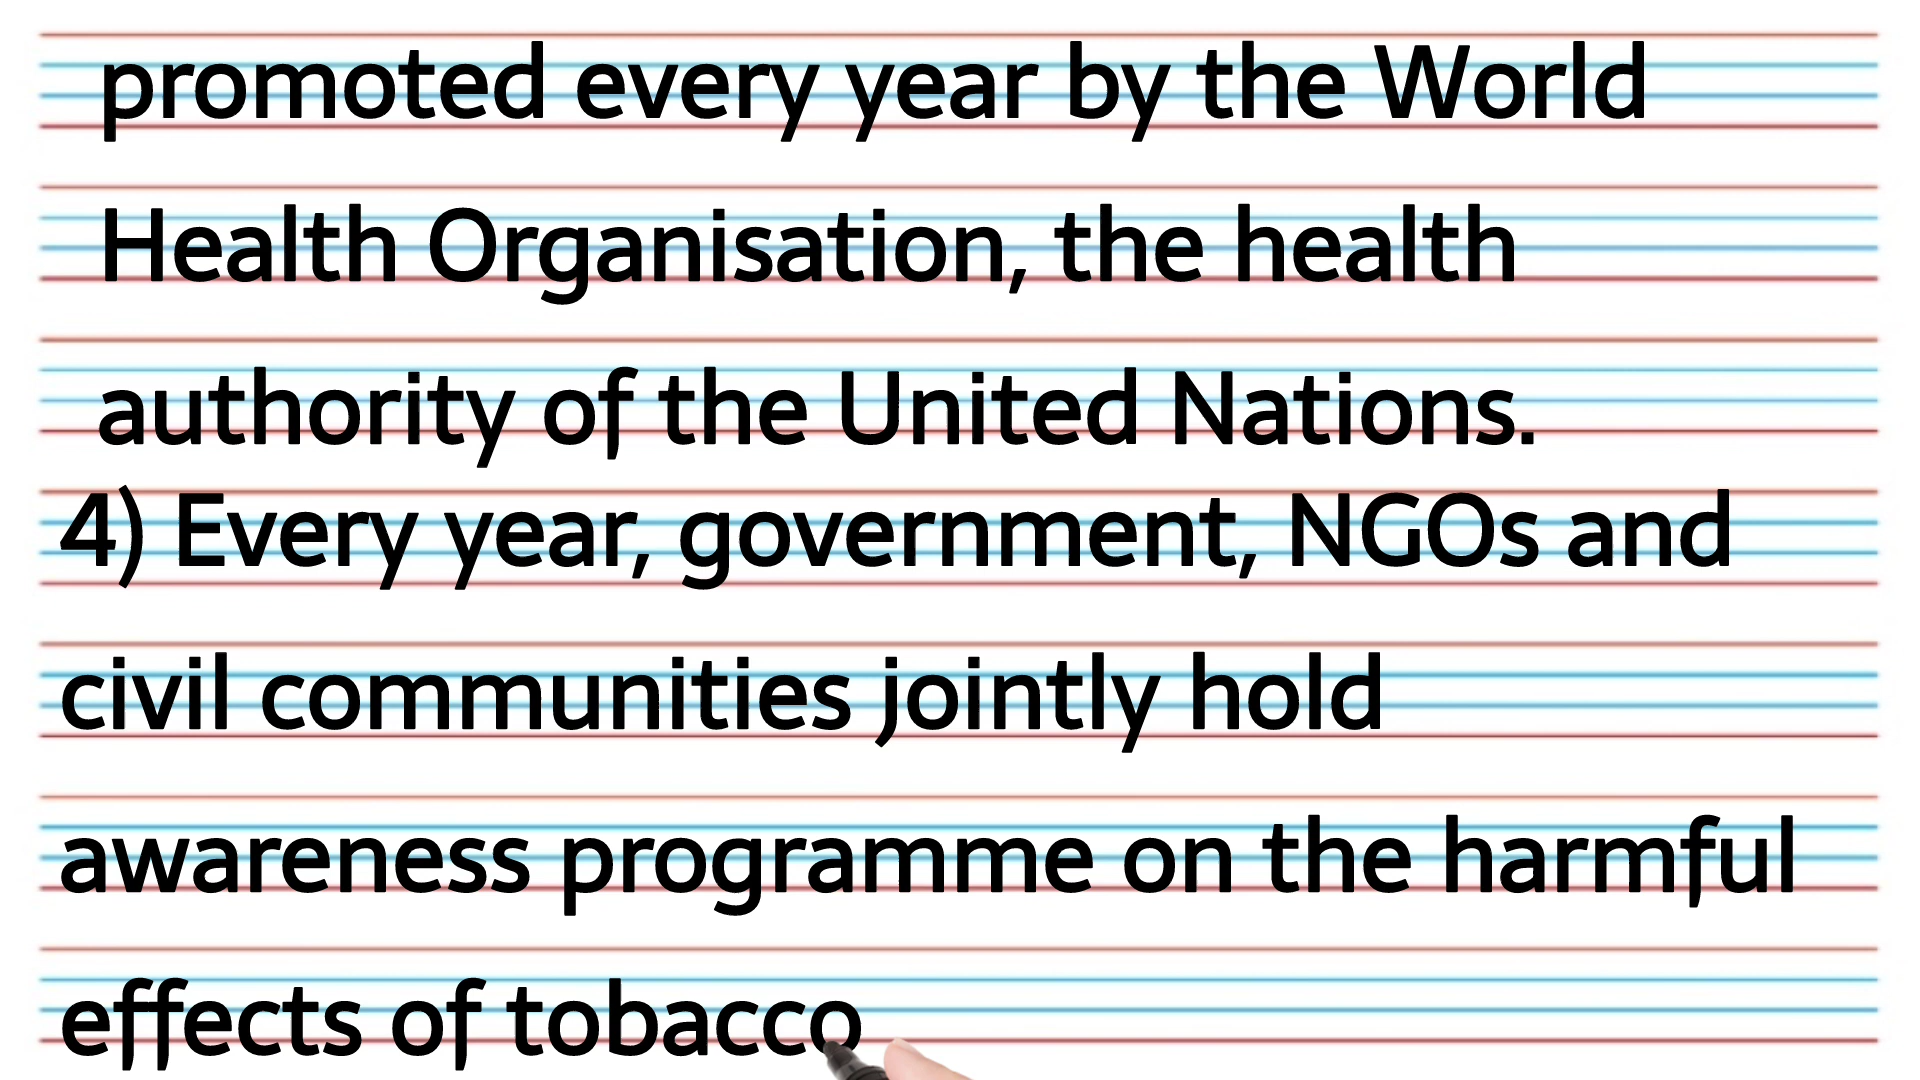 promoted every year by the World
Health Organisation, the health
authority of the United Nations.
4) Every year, government, NGOs and
civil communities jointly hold
awareness programme on the harmful
effects of tobacco